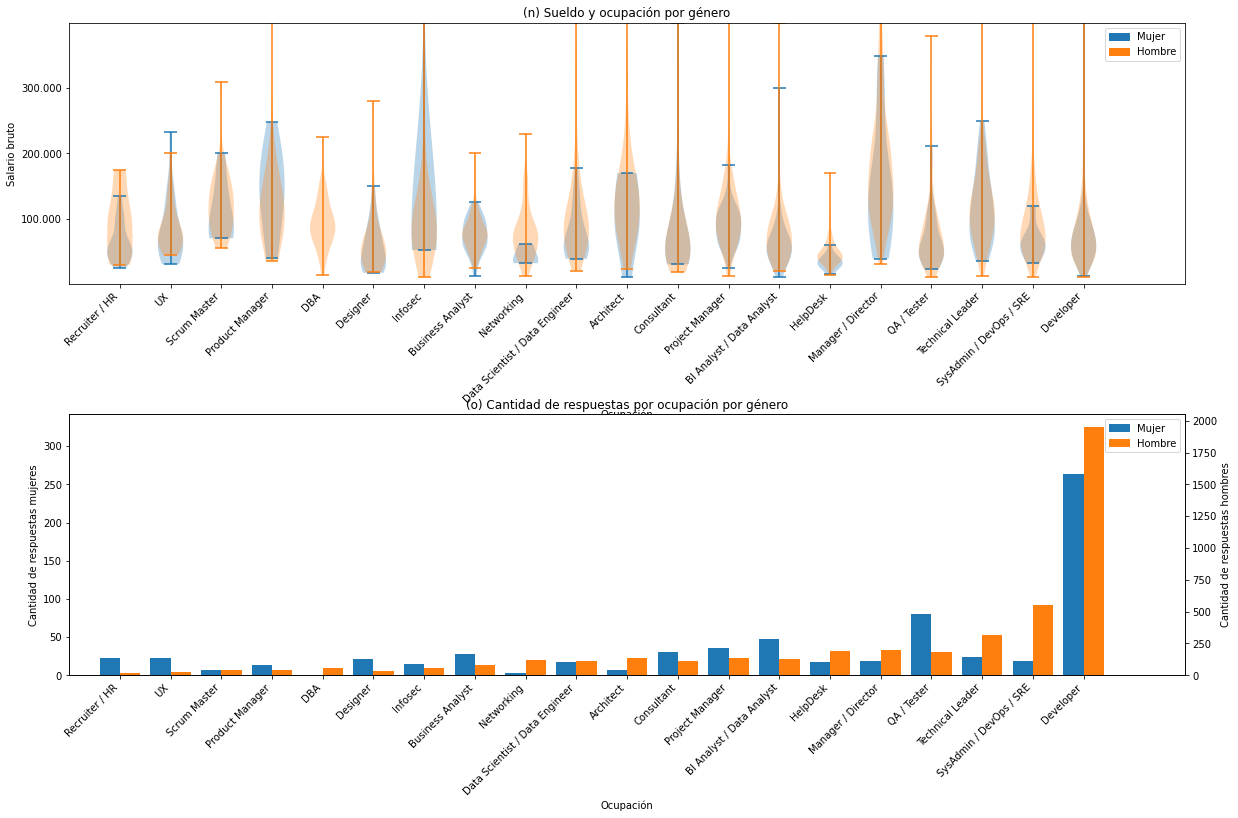 (n) Sueldo y ocupación por género
Salario bruto
300.000
200.000
100.000
Mujer
Hombre
Recruiter / HR
UX
Scrum Master
Product Manager
DBA
Designer
Infosec
Business Analyst
Networking
Data Scientist / Data Engineer
Architect
Consultant
Project Manager
BI Analyst / Data Analyst
HelpDesk
Manager / Director
QA / Tester
Technical Leader
SysAdmin / DevOps / SRE
Developer
Ocupación
(o) Cantidad de respuestas por ocupación por género
Cantidad de respuestas mujeres
300
250
200
150
100
50
0
Mujer
Hombre
2000
1750
1500
1250
1000
750
500
250
0
Cantidad de respuestas hombres
Recruiter / HR
UX
Scrum Master
Product Manager
DBA
Designer
Infosec
Business Analyst
Networking
Data Scientist / Data Engineer
Architect
Consultant
Project Manager
BI Analyst / Data Analyst
HelpDesk
Manager / Director
QA / Tester
Technical Leader
SysAdmin / DevOps / SRE
Developer
Ocupación